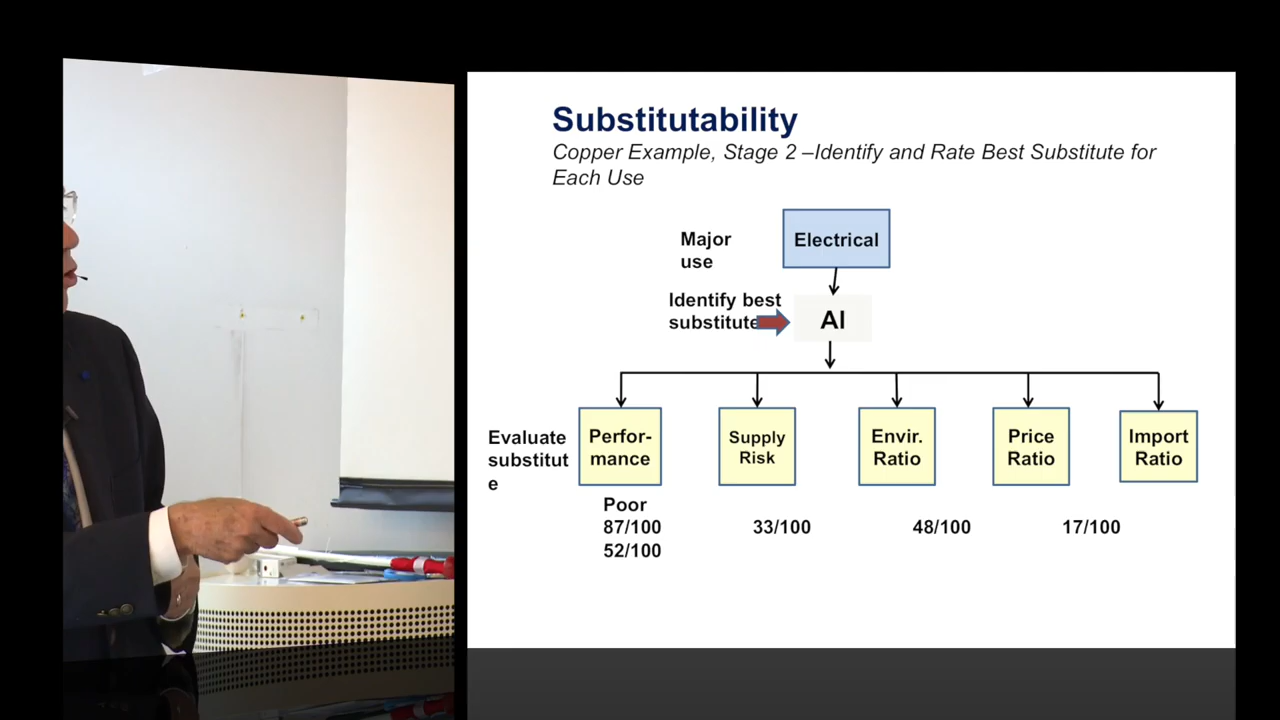 Substitutability
Copper Example, Stage 2 –Identify and Rate Best Substitute for
Each Use
Major
use
Electrical
Identify best
substitute
Al
Evaluate
substitut
e
Perfor-
mance
Supply
Risk
Envir.
Ratio
Price
Ratio
Import
Ratio
Poor
87/100
33/100
48/100
17/100
52/100